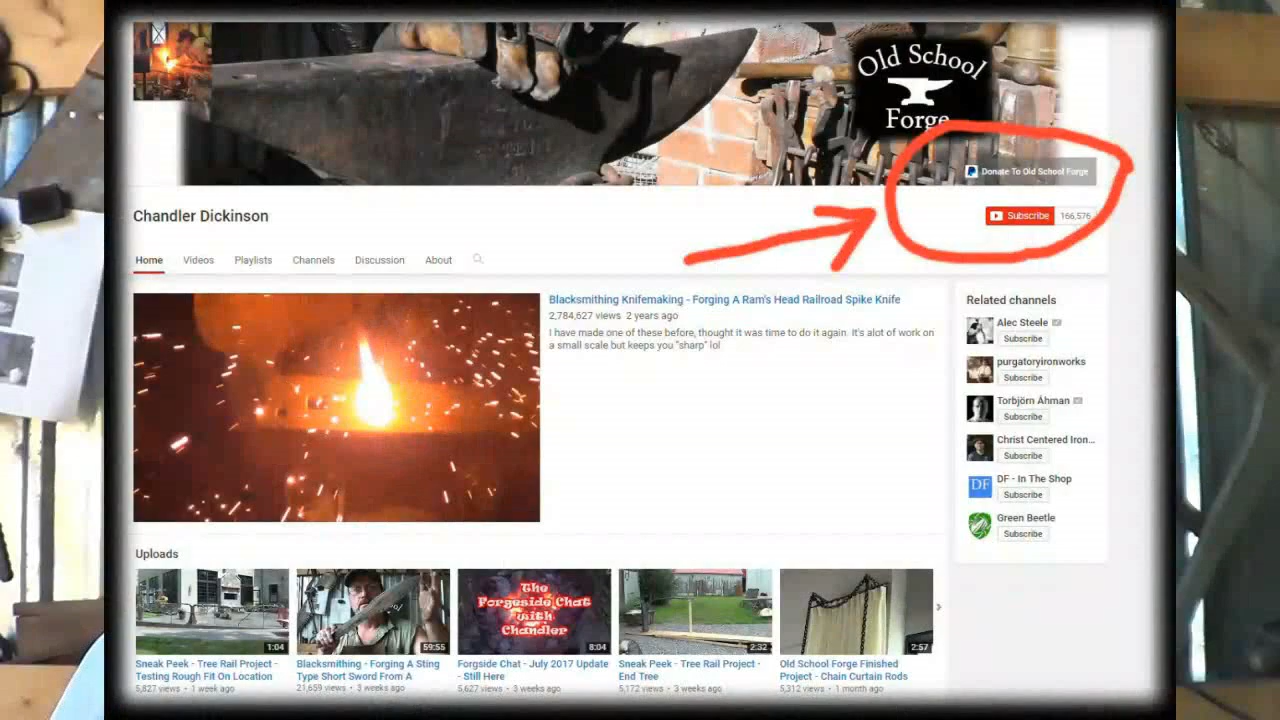 Old School
Forge
Donate To Old School Forge
Chandler Dickinson
Subscribe 166,576
Home Videos Playlists Channels Discussion About
Blacksmithing Knifemaking - Forging A Ram's Head Railroad Spike Knife
2,784,627 views 2 years ago
I have made one of these before, thought it was time to do it again. It's alot of work on
a small scale but keeps you "sharp" lol
Related channels
Alec Steele
Subscribe
purgatoryironworks
Subscribe
Torbjörn Åhman
Subscribe
Christ Centered Iron...
Subscribe
DF
DF - In The Shop
Subscribe
Green Beetle
Subscribe
Uploads
1:04
Sneak Peek - Tree Rail Project -
Testing Rough Fit On Location
5,827 views • 1 week ago
59:55
Blacksmithing - Forging A Sting
Type Short Sword From A
21,659 views • 3 weeks ago
The
Forgeside Chat
with
Chandler
8:04
Forgside Chat - July 2017 Update
- Still Here
5,627 views • 3 weeks ago
2:32
Sneak Peek - Tree Rail Project -
End Tree
5,172 views • 3 weeks ago
2:57
Old School Forge Finished
Project - Chain Curtain Rods
5,312 views • 1 month ago